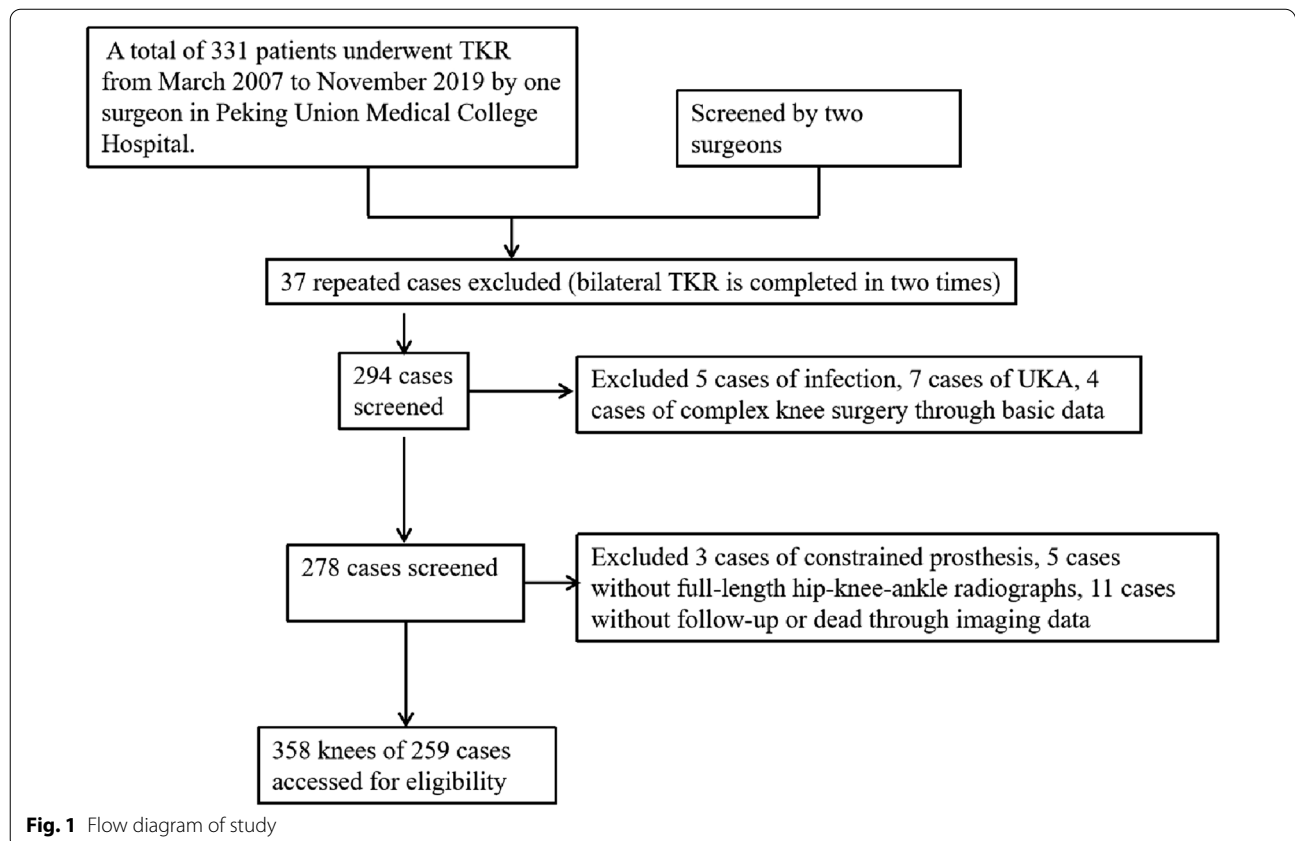 A total of 331 patients underwent TKR
from March 2007 to November 2019 by one
surgeon in Peking Union Medical College
Hospital.
Screened by two
surgeons
37 repeated cases excluded (bilateral TKR is completed in two times)
294 cases
screened
Excluded 5 cases of infection, 7 cases of UKA, 4
cases of complex knee surgery through basic data
278 cases screened
Excluded 3 cases of constrained prosthesis, 5 cases
without full-length hip-knee-ankle radiographs, 11 cases
without follow-up or dead through imaging data
358 knees of 259 cases
accessed for eligibility
Fig. 1 Flow diagram of study